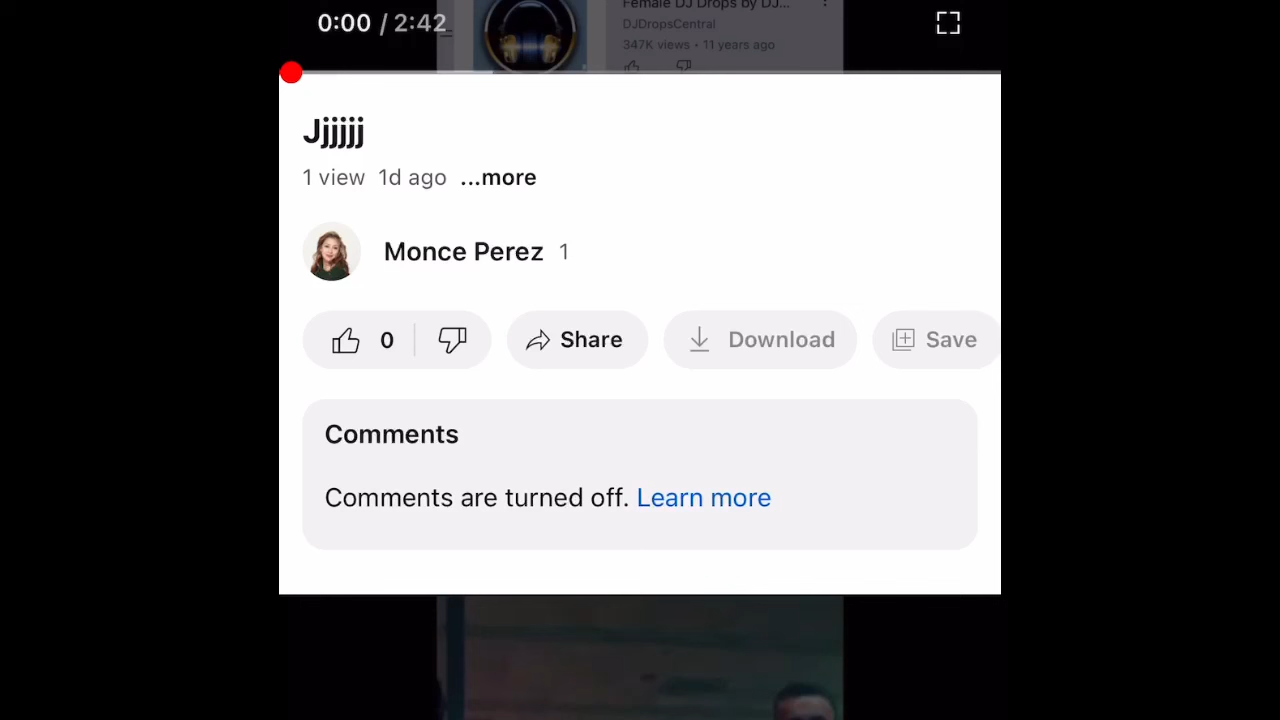 0:00 / 2:42
Female DJ Drops by DJ...
DJDropsCentral
347K views • 11 years ago
Jjjjjj
1 view 1d ago ...more
Monce Perez 1
0 Share Download Save
Comments
Comments are turned off. Learn more